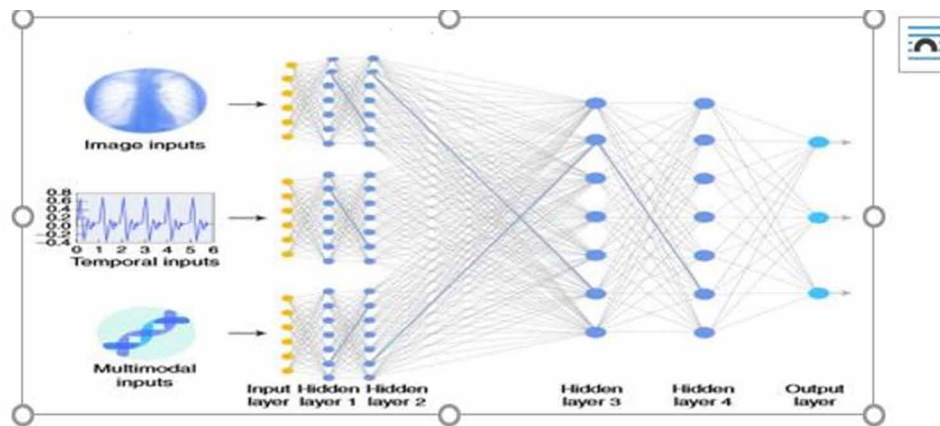 Image inputs
0.8
0.6
0.4
0.2
0.0
−0.2
−0.4
0 1 2 3 4 5 6
Temporal inputs
Multimodal
inputs
Input Hidden Hidden
layer layer 1 layer 2
Hidden
layer 3
Hidden
layer 4
Output
layer